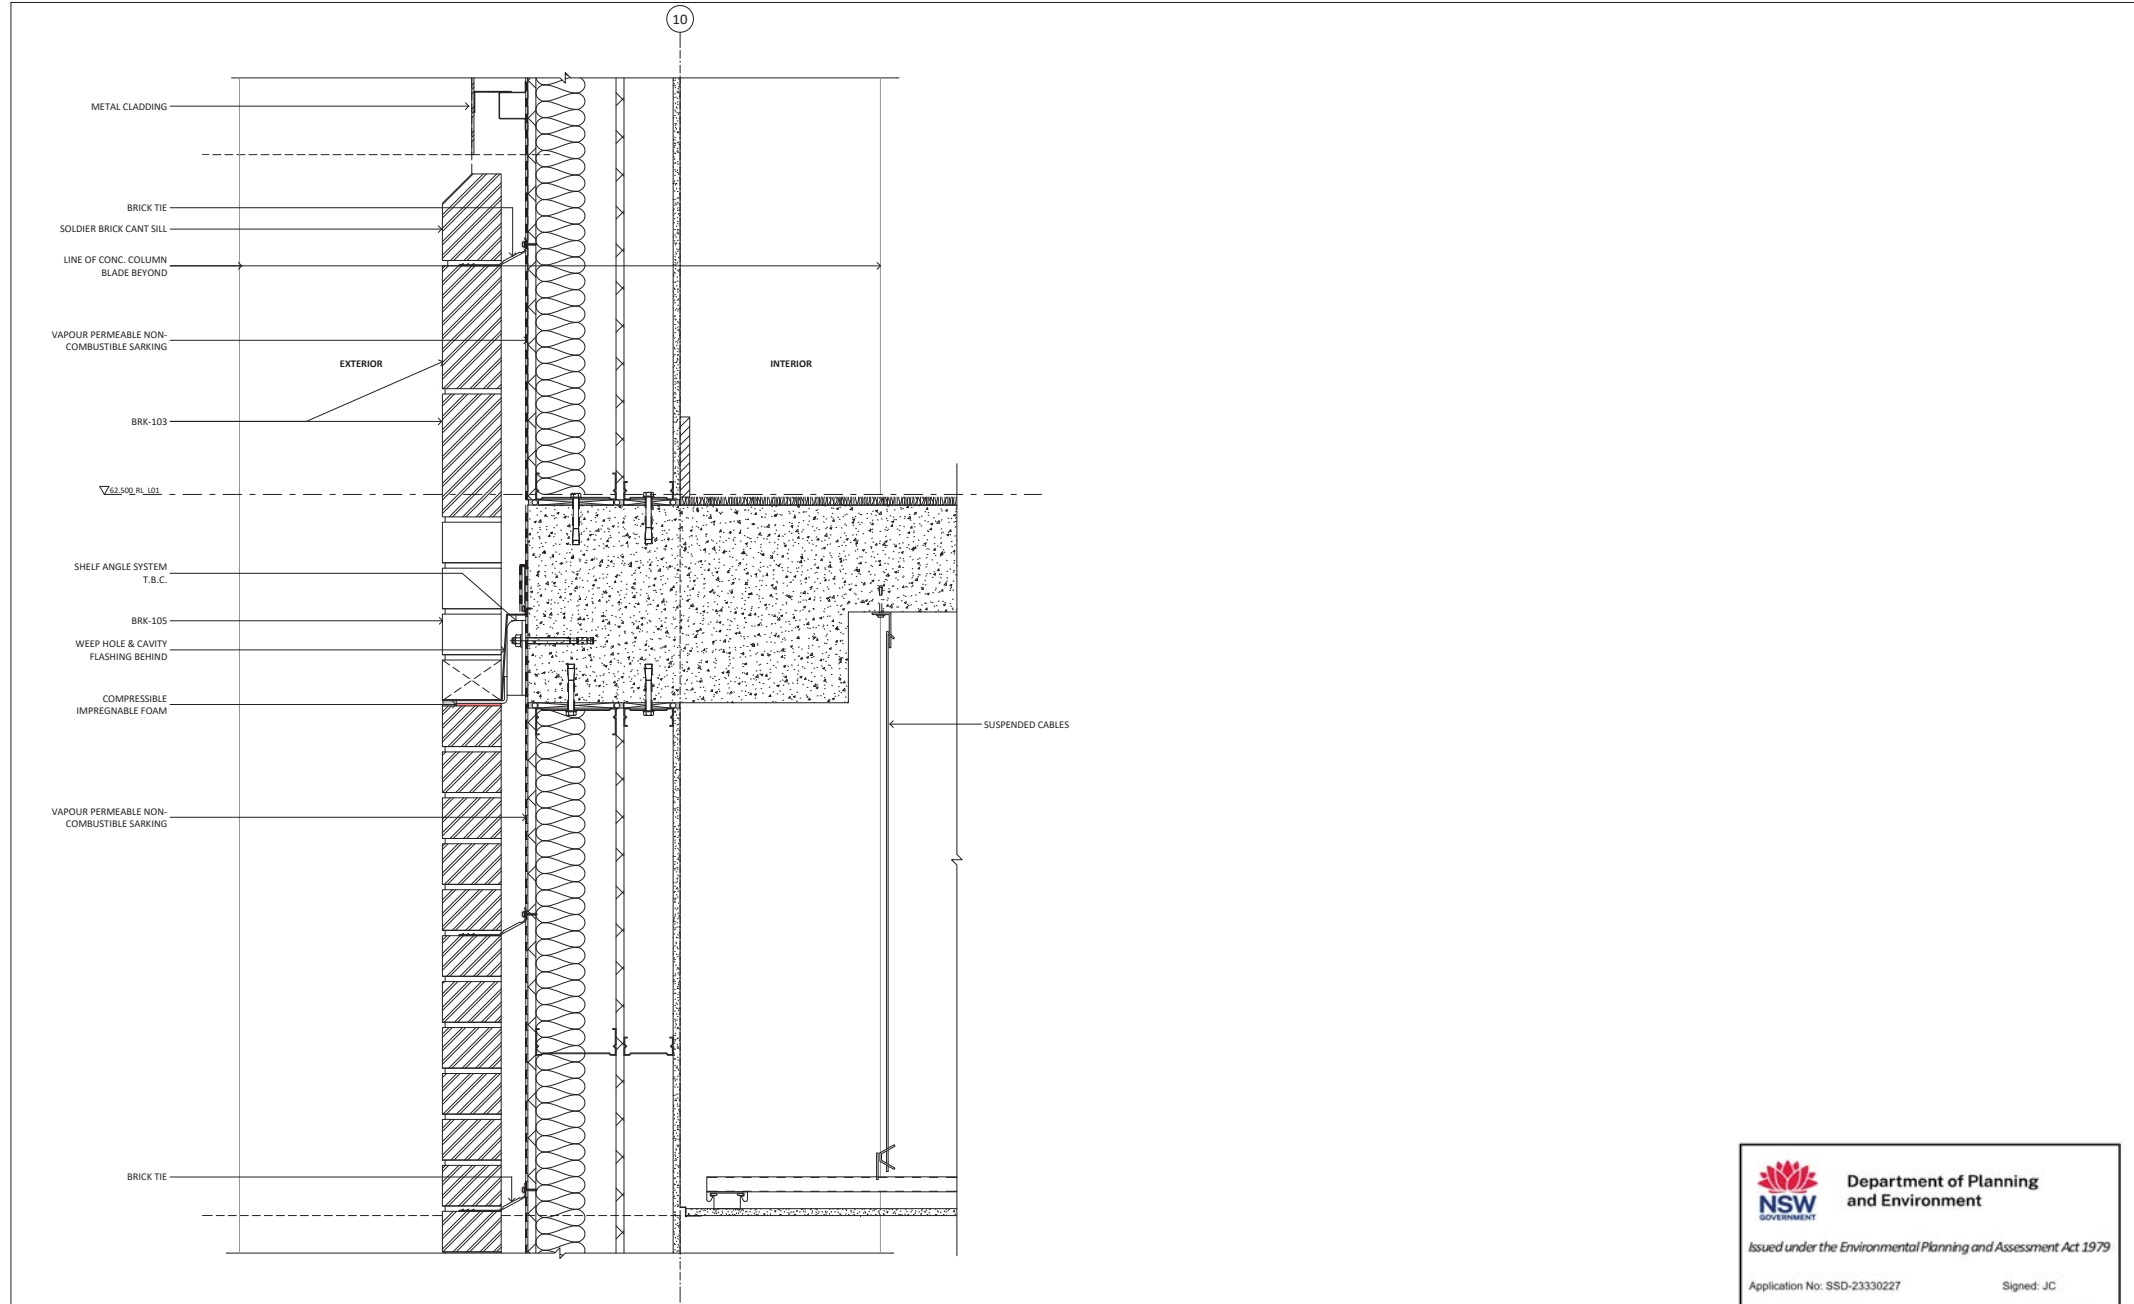 10
METAL CLADDING
BRICK TIE
SOLDIER BRICK CANT SILL
LINE OF CONC. COLUMN
BLADE BEYOND
VAPOUR PERMEABLE NON-
COMBUSTIBLE SARKING
EXTERIOR
INTERIOR
BRK-103
62.500 RL L01
SHELF ANGLE SYSTEM
T.B.C.
BRK-105
WEEP HOLE & CAVITY
FLASHING BEHIND
COMPRESSIBLE
IMPREGNABLE FOAM
SUSPENDED CABLES
VAPOUR PERMEABLE NON-
COMBUSTIBLE SARKING
BRICK TIE
NSW
GOVERNMENT
Department of Planning
and Environment
Issued under the Environmental Planning and Assessment Act 1979
Application No: SSD-23330227
Signed: JC